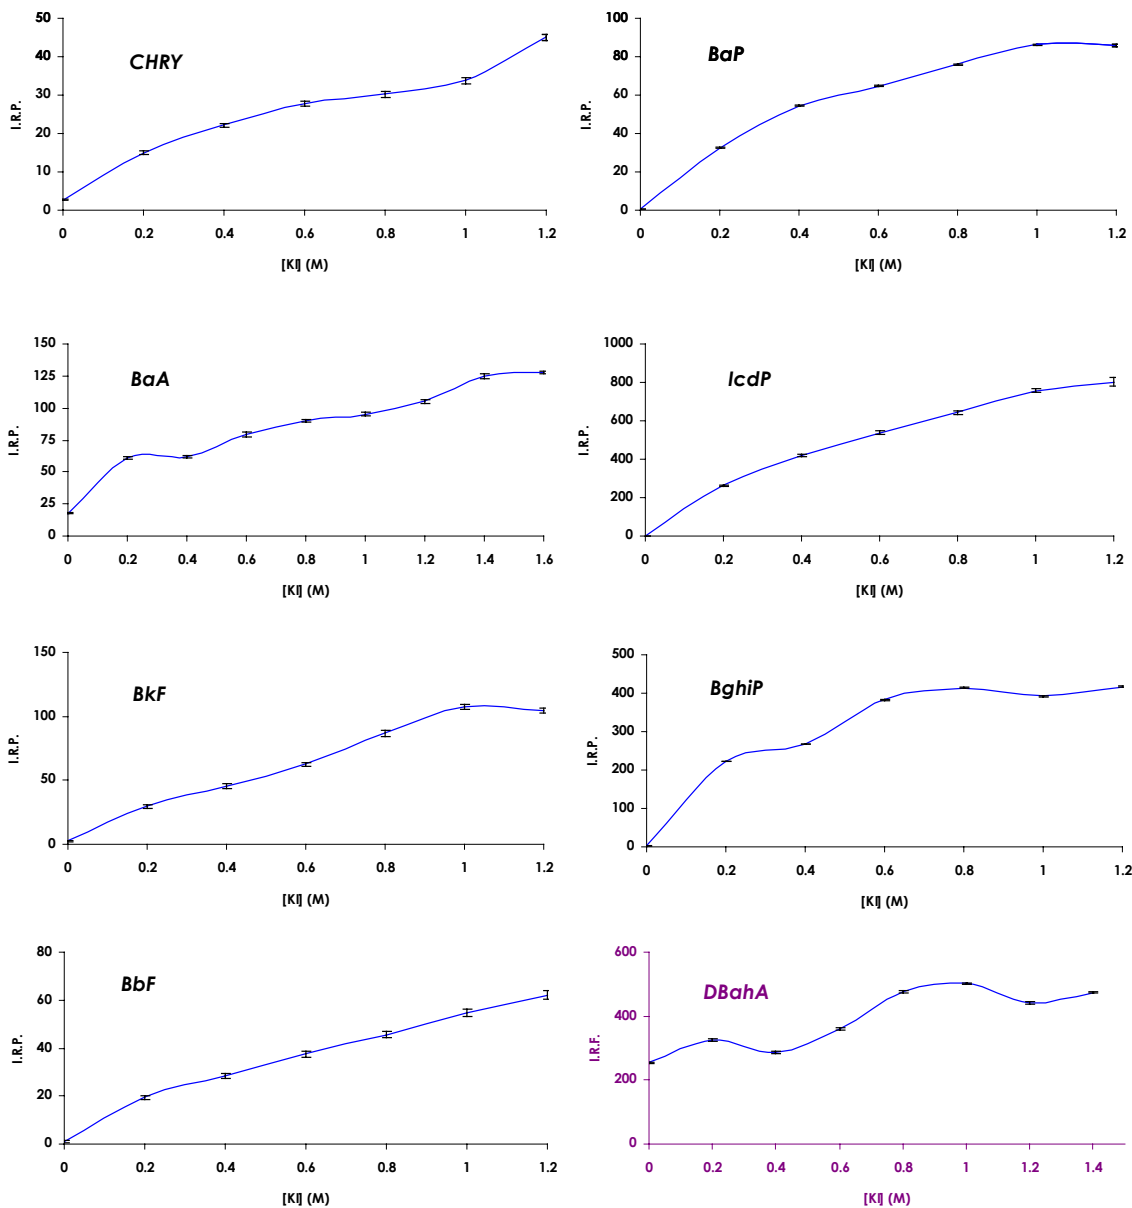 CHRY
I.R.P.
50
40
30
20
10
0
0 0.2 0.4 0.6 0.8 1 1.2
[KI] (M)
BaP
I.R.P.
100
80
60
40
20
0
0 0.2 0.4 0.6 0.8 1 1.2
[KI] (M)
BaA
I.R.P.
150
125
100
75
50
25
0
0 0.2 0.4 0.6 0.8 1 1.2 1.4 1.6
[KI] (M)
IcdP
I.R.P.
1000
800
600
400
200
0
0 0.2 0.4 0.6 0.8 1 1.2
[KI] (M)
BkF
I.R.P.
150
100
50
0
0 0.2 0.4 0.6 0.8 1 1.2
[KI] (M)
BghiP
I.R.P.
500
400
300
200
100
0
0 0.2 0.4 0.6 0.8 1 1.2
[KI] (M)
BbF
I.R.P.
80
60
40
20
0
0 0.2 0.4 0.6 0.8 1 1.2
[KI] (M)
DBahA
I.R.F.
600
400
200
0
0 0.2 0.4 0.6 0.8 1 1.2 1.4
[KI] (M)